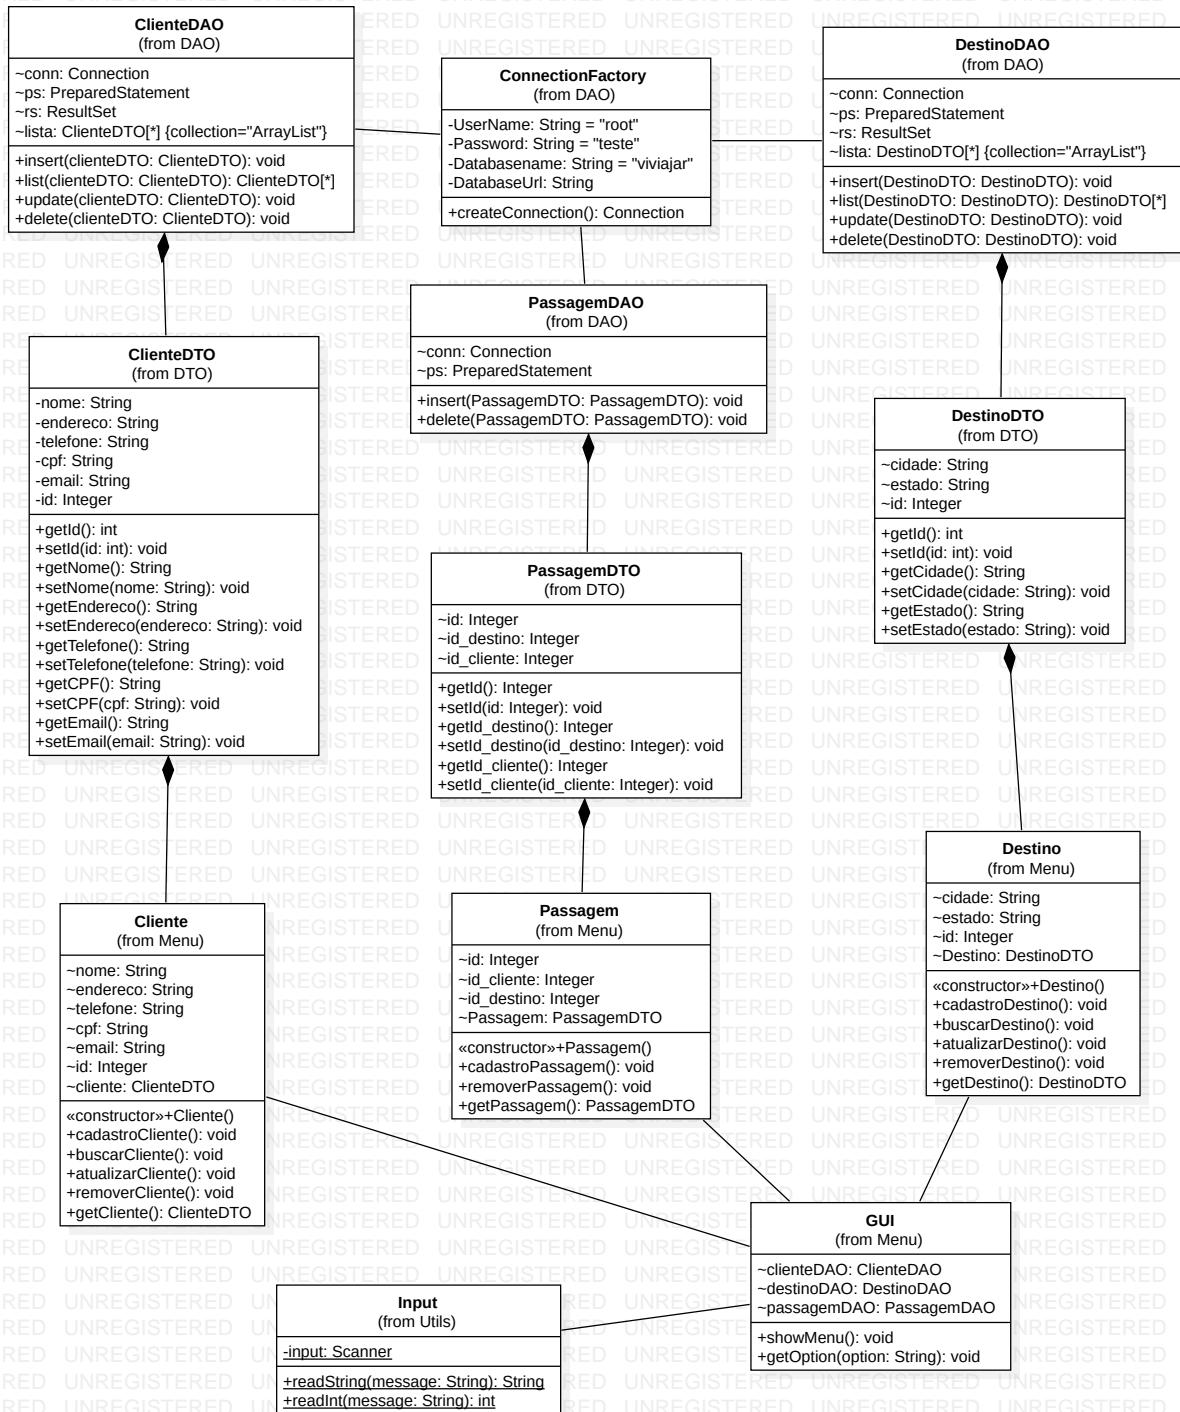 ClienteDAO
(from DAO)
~conn: Connection
~ps: PreparedStatement
~rs: ResultSet
~lista: ClienteDTO[*] {collection="ArrayList"}
+insert(clienteDTO: ClienteDTO): void
+list(clienteDTO: ClienteDTO): ClienteDTO[*]
+update(clienteDTO: ClienteDTO): void
+delete(clienteDTO: ClienteDTO): void
ConnectionFactory
(from DAO)
-UserName: String = "root"
-Password: String = "teste"
-Databasename: String = "viviajar"
-DatabaseUrl: String
+createConnection(): Connection
DestinoDAO
(from DAO)
~conn: Connection
~ps: PreparedStatement
~rs: ResultSet
~lista: DestinoDTO[*] {collection="ArrayList"}
+insert(DestinoDTO: DestinoDTO): void
+list(DestinoDTO: DestinoDTO): DestinoDTO[*]
+update(DestinoDTO: DestinoDTO): void
+delete(DestinoDTO: DestinoDTO): void
PassagemDAO
(from DAO)
~conn: Connection
~ps: PreparedStatement
+insert(PassagemDTO: PassagemDTO): void
+delete(PassagemDTO: PassagemDTO): void
ClienteDTO
(from DTO)
-nome: String
-endereco: String
-telefone: String
-cpf: String
-email: String
-id: Integer
+getId(): int
+setId(id: int): void
+getNome(): String
+setNome(nome: String): void
+getEndereco(): String
+setEndereco(endereco: String): void
+getTelefone(): String
+setTelefone(telefone: String): void
+getCPF(): String
+setCPF(cpf: String): void
+getEmail(): String
+setEmail(email: String): void
PassagemDTO
(from DTO)
~id: Integer
~id_destino: Integer
~id_cliente: Integer
+getId(): Integer
+setId(id: Integer): void
+getId_destino(): Integer
+setId_destino(id_destino: Integer): void
+getId_cliente(): Integer
+setId_cliente(id_cliente: Integer): void
DestinoDTO
(from DTO)
~cidade: String
~estado: String
~id: Integer
+getId(): int
+setId(id: int): void
+getCidade(): String
+setCidade(cidade: String): void
+getEstado(): String
+setEstado(estado: String): void
Cliente
(from Menu)
~nome: String
~endereco: String
~telefone: String
~cpf: String
~email: String
~id: Integer
~cliente: ClienteDTO
«constructor»+Cliente()
+cadastroCliente(): void
+buscarCliente(): void
+atualizarCliente(): void
+removerCliente(): void
+getCliente(): ClienteDTO
Passagem
(from Menu)
~id: Integer
~id_cliente: Integer
~id_destino: Integer
~Passagem: PassagemDTO
«constructor»+Passagem()
+cadastroPassagem(): void
+removerPassagem(): void
+getPassagem(): PassagemDTO
Destino
(from Menu)
~cidade: String
~estado: String
~id: Integer
~Destino: DestinoDTO
«constructor»+Destino()
+cadastroDestino(): void
+buscarDestino(): void
+atualizarDestino(): void
+removerDestino(): void
+getDestino(): DestinoDTO
GUI
(from Menu)
~clienteDAO: ClienteDAO
~destinoDAO: DestinoDAO
~passagemDAO: PassagemDAO
+showMenu(): void
+getOption(option: String): void
Input
(from Utils)
-input: Scanner
+readString(message: String): String
+readInt(message: String): int
UNREGISTERED